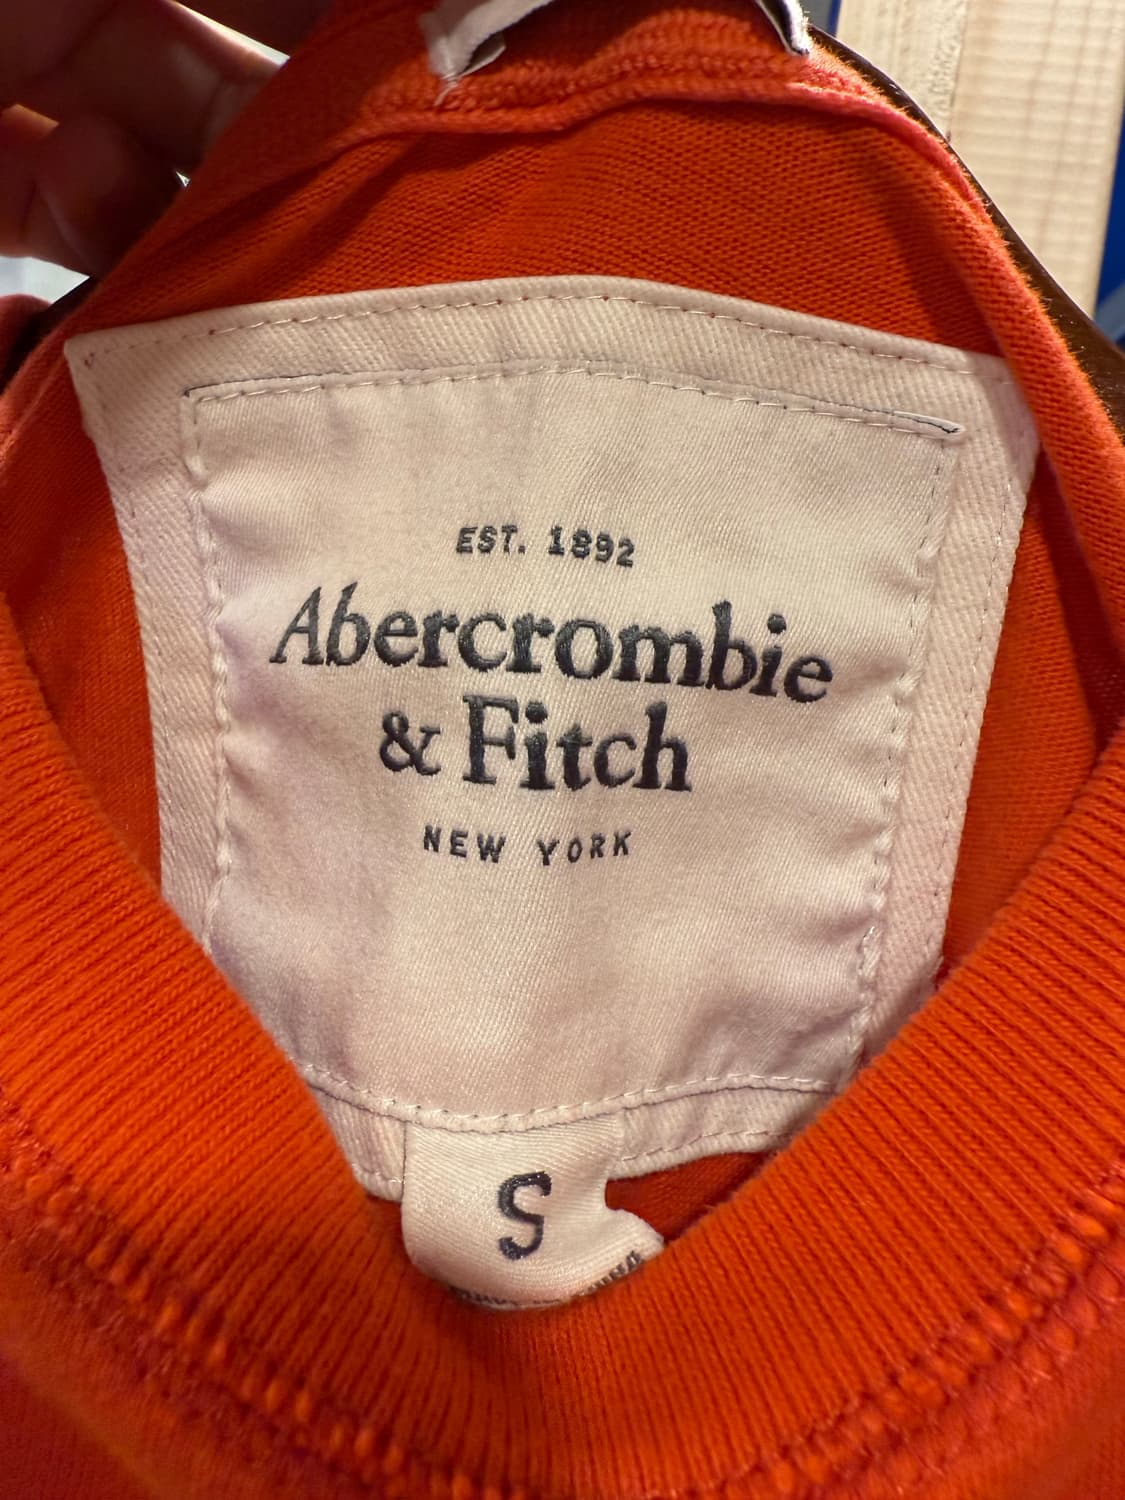 EST. 1892
Abercrombie
& Fitch
NEW YORK
S